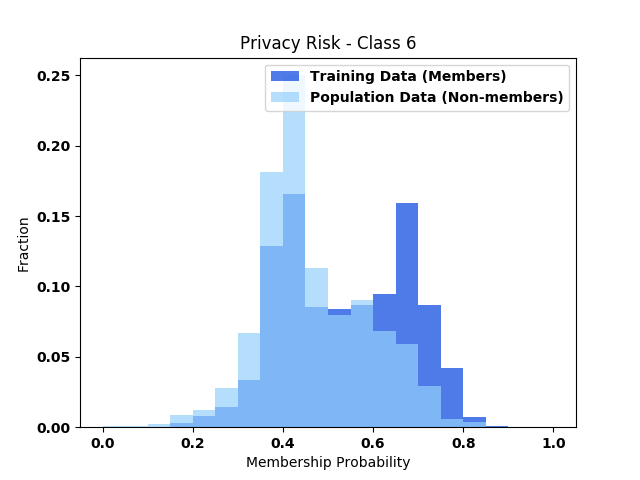 Privacy Risk - Class 6
Training Data (Members)
Population Data (Non-members)
0.25
0.20
0.15
0.10
0.05
0.00
Fraction
0.0 0.2 0.4 0.6 0.8 1.0
Membership Probability